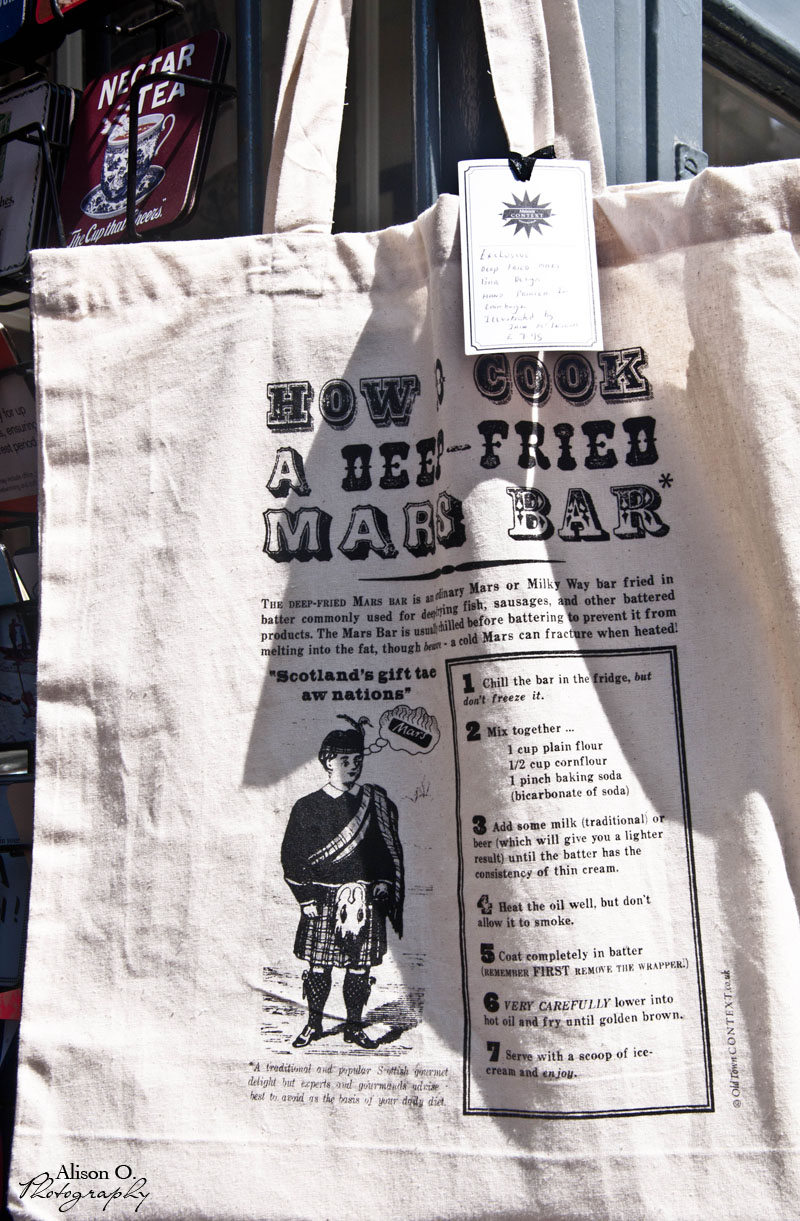 NECTAR
TEA
The Cup that Cheers.
CONTEXT
Exclusive
Deep Fried Mars
Design
Hand Printed in
Edinburgh
Illustrated by
£7.95
HOW COOK
A DEEP-FRIED
MARS BAR*
THE DEEP-FRIED MARS BAR is an ordinary Mars or Milky Way bar fried in
batter commonly used for deep-frying fish, sausages, and other battered
products. The Mars Bar is usually chilled before battering to prevent it from
melting into the fat, though beware - a cold Mars can fracture when heated!
"Scotland's gift tae
aw nations"
Mars
1 Chill the bar in the fridge, but
don't freeze it.
2 Mix together ...
1 cup plain flour
1/2 cup cornflour
1 pinch baking soda
(bicarbonate of soda)
3 Add some milk (traditional) or
beer (which will give you a lighter
result) until the batter has the
consistency of thin cream.
4 Heat the oil well, but don't
allow it to smoke.
5 Coat completely in batter
(REMEMBER FIRST REMOVE THE WRAPPER!)
6 VERY CAREFULLY lower into
hot oil and fry until golden brown.
7 Serve with a scoop of ice-
cream and enjoy.
*A traditional and popular Scottish gourmet
delight but experts and gourmands advise
best to avoid as the basis of your daily diet.
© Old Town CONTEXT.co.uk
for up
ensuring
period
Alison O.
Photography